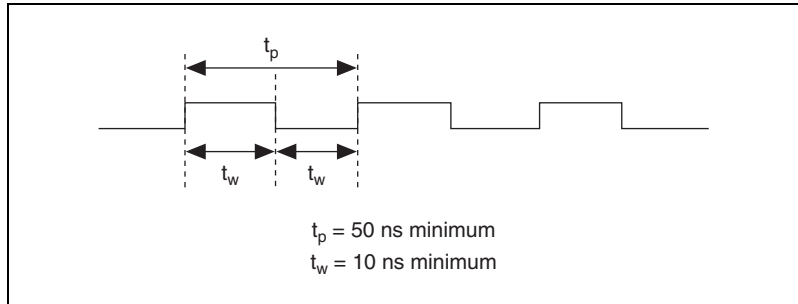 tp
tw tw
tp = 50 ns minimum
tw = 10 ns minimum